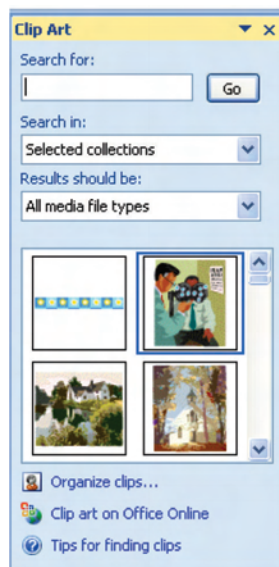 Clip Art
Search for:
Go
Search in:
Selected collections
Results should be:
All media file types
Organize clips...
Clip art on Office Online
Tips for finding clips